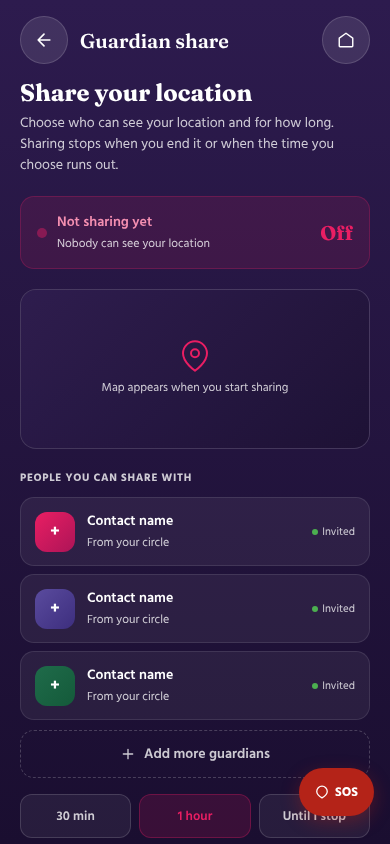 Guardian share
Share your location
Choose who can see your location and for how long.
Sharing stops when you end it or when the time you
choose runs out.
Not sharing yet
Nobody can see your location
Off
Map appears when you start sharing
PEOPLE YOU CAN SHARE WITH
Contact name
From your circle
Invited
Contact name
From your circle
Invited
Contact name
From your circle
Invited
Add more guardians
SOS
30 min
1 hour
Until I stop